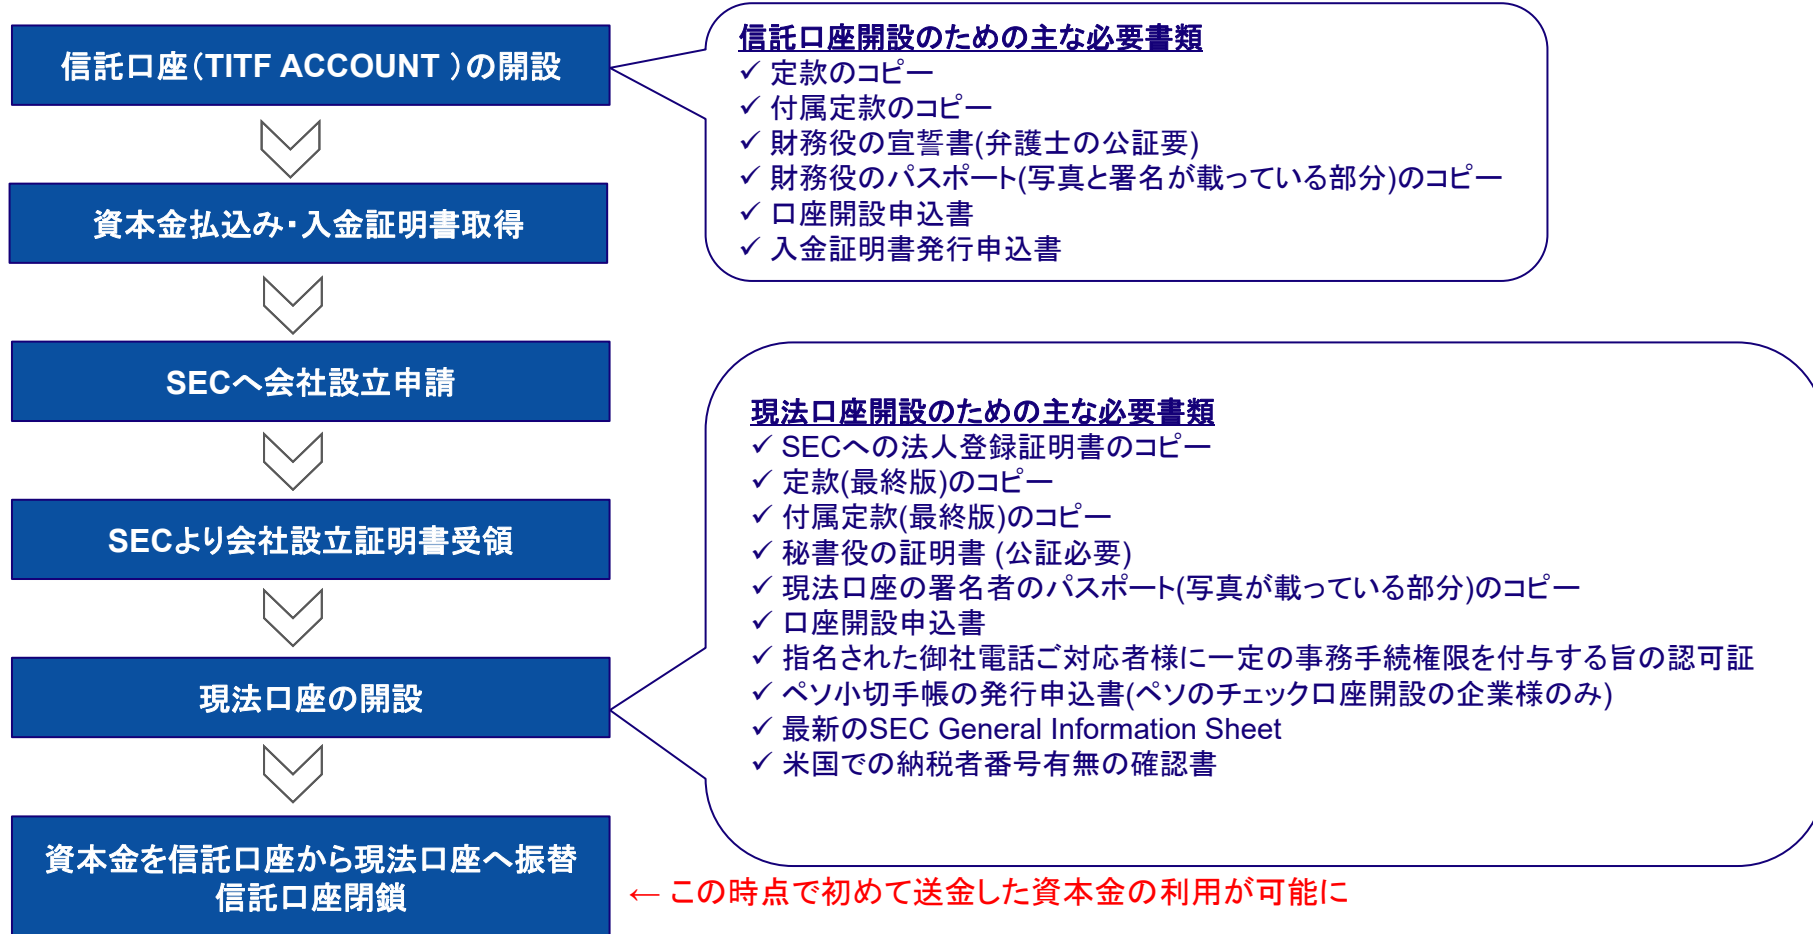 信託口座(TITF ACCOUNT )の開設
信託口座開設のための主な必要書類
✓ 定款のコピー
✓ 付属定款のコピー
✓ 財務役の宣誓書(弁護士の公証要)
✓ 財務役のパスポート(写真と署名が載っている部分)のコピー
✓ 口座開設申込書
✓ 入金証明書発行申込書
資本金払込み・入金証明書取得
SECへ会社設立申請
SECより会社設立証明書受領
現法口座の開設
現法口座開設のための主な必要書類
✓ SECへの法人登録証明書のコピー
✓ 定款(最終版)のコピー
✓ 付属定款(最終版)のコピー
✓ 秘書役の証明書 (公証必要)
✓ 現法口座の署名者のパスポート(写真が載っている部分)のコピー
✓ 口座開設申込書
✓ 指名された御社電話ご対応者様に一定の事務手続権限を付与する旨の認可証
✓ ペソ小切手帳の発行申込書(ペソのチェック口座開設の企業様のみ)
✓ 最新のSEC General Information Sheet
✓ 米国での納税者番号有無の確認書
資本金を信託口座から現法口座へ振替
信託口座閉鎖
← この時点で初めて送金した資本金の利用が可能に